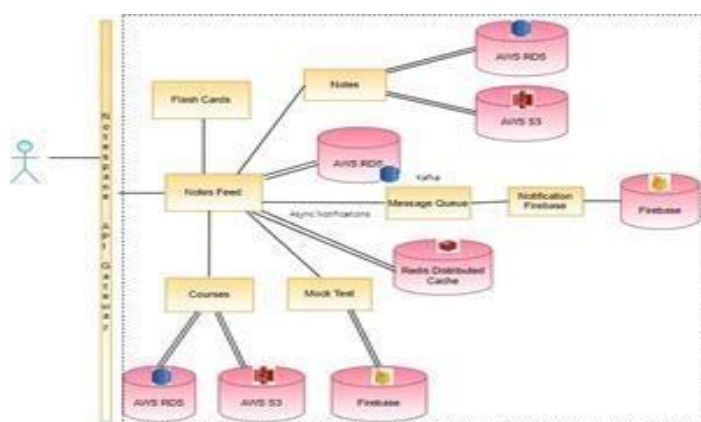 Notespace API Gateway
AWS RDS
Notes
Flash Cards
AWS S3
AWS RDS
Kafka
Notes Feed
Message Queue
Notification
Firebase
Firebase
Async Notifications
Redis Distributed
Cache
Courses
Mock Test
AWS RDS
AWS S3
Firebase